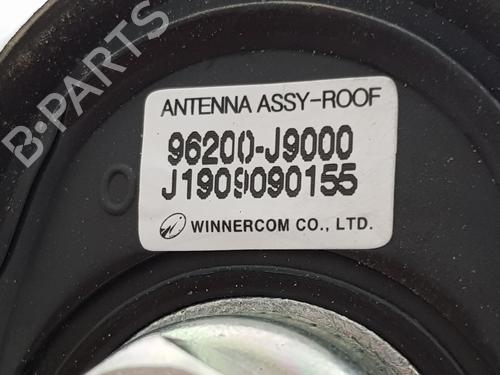 B-PARTS
ANTENNA ASSY-ROOF
96200-J9000
J1909090155
WINNERCOM CO., LTD.